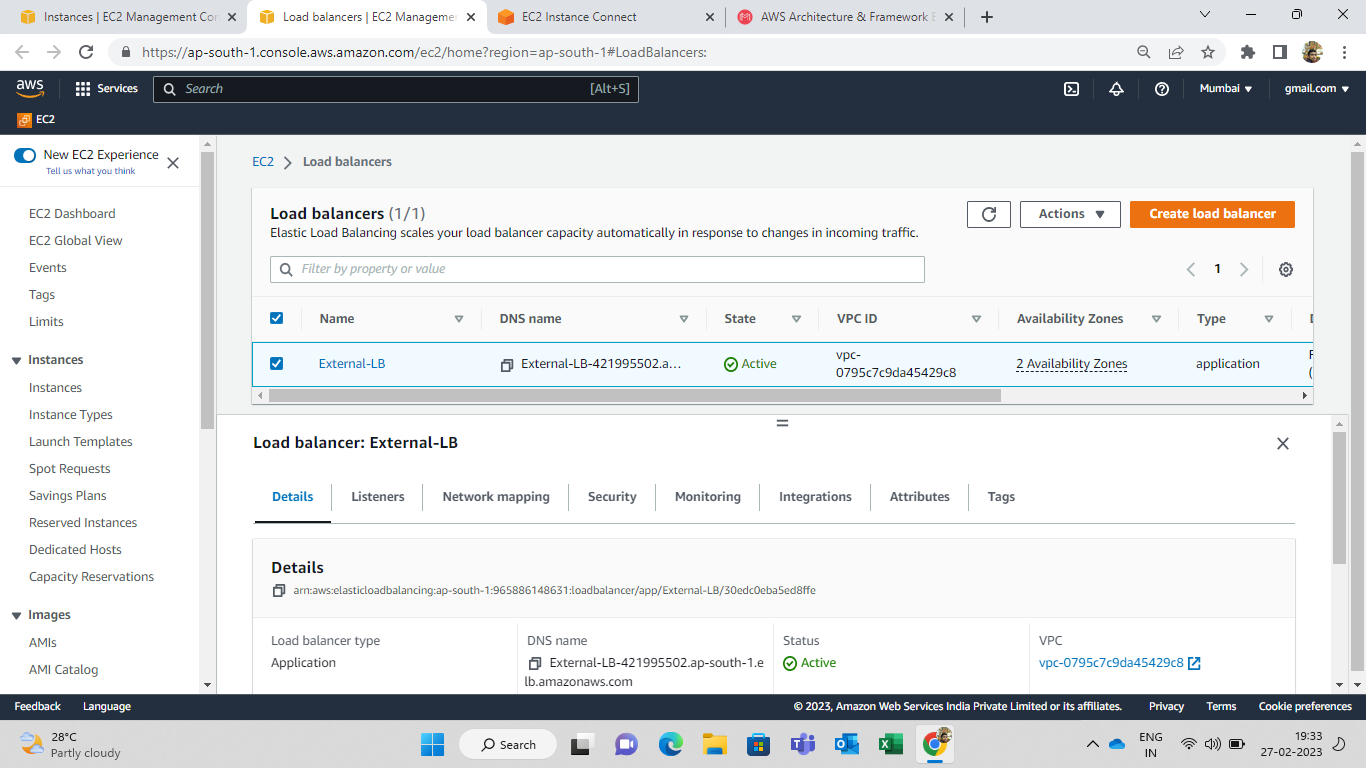 Instances | EC2 Management Con
Load balancers | EC2 Manageme
EC2 Instance Connect
AWS Architecture & Framework E
https://ap-south-1.console.aws.amazon.com/ec2/home?region=ap-south-1#LoadBalancers:
aws
Services
Search
[Alt+S]
Mumbai
gmail.com
EC2
New EC2 Experience
Tell us what you think
EC2 Dashboard
EC2 Global View
Events
Tags
Limits
Instances
Instances
Instance Types
Launch Templates
Spot Requests
Savings Plans
Reserved Instances
Dedicated Hosts
Capacity Reservations
Images
AMIs
AMI Catalog
EC2 > Load balancers
Load balancers (1/1)
Elastic Load Balancing scales your load balancer capacity automatically in response to changes in incoming traffic.
Actions
Create load balancer
Filter by property or value
1
Name DNS name State VPC ID Availability Zones Type
External-LB External-LB-421995502.a... Active vpc-
0795c7c9da45429c8 2 Availability Zones application
Load balancer: External-LB
Details Listeners Network mapping Security Monitoring Integrations Attributes Tags
Details
arn:aws:elasticloadbalancing:ap-south-1:965886148631:loadbalancer/app/External-LB/30edc0eba5ed8ffe
Load balancer type
Application
DNS name
External-LB-421995502.ap-south-1.e
lb.amazonaws.com
Status
Active
VPC
vpc-0795c7c9da45429c8
Feedback Language © 2023, Amazon Web Services India Private Limited or its affiliates. Privacy Terms Cookie preferences
28°C
Partly cloudy
Search
ENG
IN
19:33
27-02-2023